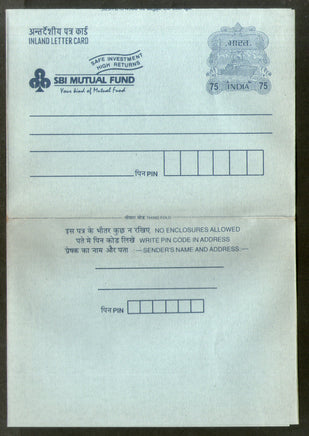 अन्तर्देशीय पत्र कार्ड
INLAND LETTER CARD
SAFE INVESTMENT
HIGH RETURNS
SBI MUTUAL FUND
Your kind of Mutual Fund
भारत
75 INDIA 75
पिन PIN
THIRD FOLD
इस पत्र के भीतर कुछ न रखिए NO ENCLOSURES ALLOWED
पते में पिन कोड लिखें WRITE PIN CODE IN ADDRESS
प्रेषक का नाम और पता :— SENDER'S NAME AND ADDRESS:—
पिन PIN